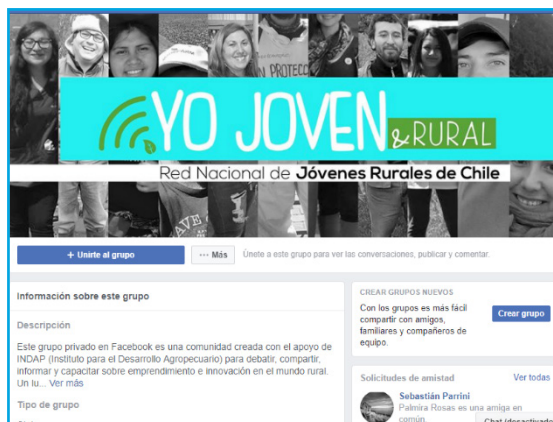 YO JOVEN & RURAL
Red Nacional de Jóvenes Rurales de Chile
+ Unirte al grupo
··· Más
Únete a este grupo para ver las conversaciones, publicar y comentar.
Información sobre este grupo
Descripción
Este grupo privado en Facebook es una comunidad creada con el apoyo de
INDAP (Instituto para el Desarrollo Agropecuario) para debatir, compartir,
informar y capacitar sobre emprendimiento e innovación en el mundo rural.
Un lu... Ver más
Tipo de grupo
CREAR GRUPOS NUEVOS
Con los grupos es más fácil
compartir con amigos,
familiares y compañeros de
equipo.
Crear grupo
Solicitudes de amistad
Ver todas
Sebastián Parrini
Palmira Rosas es una amiga en
común
Chat (desactivado